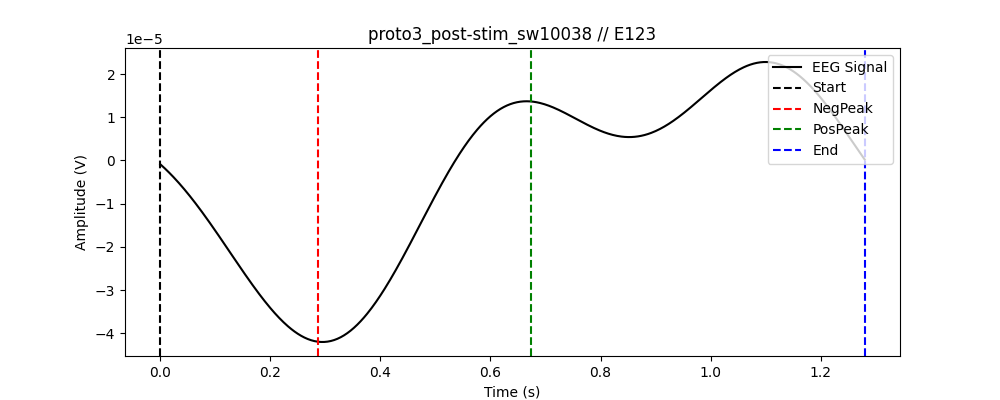 proto3_post-stim_sw10038 // E123
1e−5
2
1
0
−1
−2
−3
−4
Amplitude (V)
EEG Signal
Start
NegPeak
PosPeak
End
0.0 0.2 0.4 0.6 0.8 1.0 1.2
Time (s)